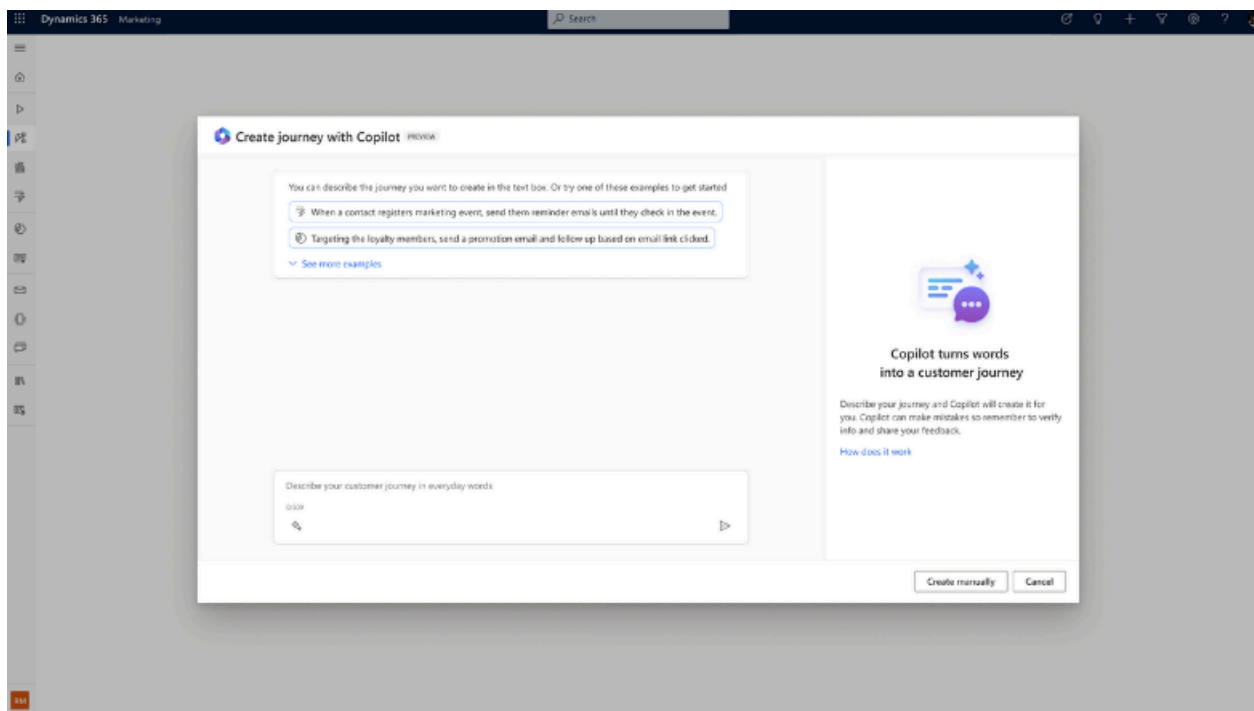 Dynamics 365 Marketing
Search
Create journey with Copilot PREVIEW
You can describe the journey you want to create in the text box. Or try one of these examples to get started
When a contact registers marketing event, send them reminder emails until they check in the event.
Targeting the loyalty members, send a promotion email and follow up based on email link clicked.
See more examples
Copilot turns words
into a customer journey
Describe your journey and Copilot will create it for
you. Copilot can make mistakes so remember to verify
info and share your feedback.
How does it work
Describe your customer journey in everyday words
Create manually
Cancel